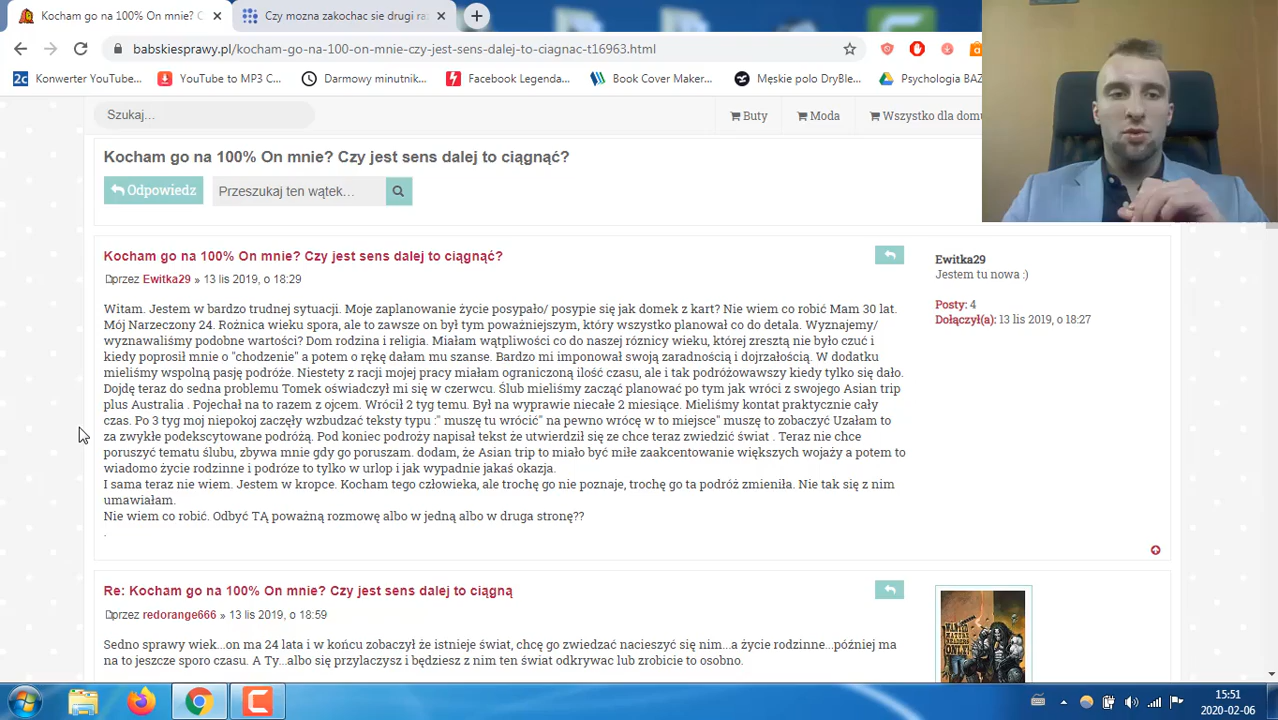 Kocham go na 100% On mnie? C
Czy mozna zakochac sie drugi ra
babskiesprawy.pl/kocham-go-na-100-on-mnie-czy-jest-sens-dalej-to-ciagnac-t16963.html
Konwerter YouTube...
YouTube to MP3 C...
Darmowy minutnik...
Facebook Legenda...
Book Cover Maker...
Męskie polo DryBle...
Psychologia BAZ
Szukaj...
Buty
Moda
Wszystko dla domu
Kocham go na 100% On mnie? Czy jest sens dalej to ciągnąć?
Odpowiedz
Przeszukaj ten wątek...
Kocham go na 100% On mnie? Czy jest sens dalej to ciągnąć?
przez Ewitka29 » 13 lis 2019, o 18:29
Witam. Jestem w bardzo trudnej sytuacji. Moje zaplanowanie życie posypało/ posypie się jak domek z kart? Nie wiem co robić Mam 30 lat.
Mój Narzeczony 24. Rożnica wieku spora, ale to zawsze on był tym poważniejszym, który wszystko planował co do detala. Wyznajemy/
wyznawaliśmy podobne wartości? Dom rodzina i religia. Miałam wątpliwości co do naszej róznicy wieku, której zresztą nie było czuć i
kiedy poprosił mnie o "chodzenie" a potem o rękę dałam mu szanse. Bardzo mi imponował swoją zaradnością i dojrzałością. W dodatku
mieliśmy wspolną pasję podróże. Niestety z racji mojej pracy miałam ograniczoną ilość czasu, ale i tak podróżowaszy kiedy tylko się dało.
Dojdę teraz do sedna problemu Tomek oświadczył mi się w czerwcu. Ślub mieliśmy zacząć planować po tym jak wróci z swojego Asian trip
plus Australia . Pojechał na to razem z ojcem. Wrócił 2 tyg temu. Był na wyprawie niecałe 2 miesiące. Mieliśmy kontat praktycznie cały
czas. Po 3 tyg moj niepokoj zaczęły wzbudzać teksty typu :" muszę tu wrócić" na pewno wrócę w to miejsce" muszę to zobaczyć Uzałam to
za zwykłe podekscytowane podróżą. Pod koniec podroży napisał tekst że utwierdził się ze chce teraz zwiedzić świat . Teraz nie chce
poruszyć tematu ślubu, zbywa mnie gdy go poruszam. dodam, że Asian trip to miało być miłe zaakcentowanie większych wojaży a potem to
wiadomo życie rodzinne i podróze to tylko w urlop i jak wypadnie jakaś okazja.
I sama teraz nie wiem. Jestem w kropce. Kocham tego człowieka, ale trochę go nie poznaje, trochę go ta podróż zmieniła. Nie tak się z nim
umawiałam.
Nie wiem co robić. Odbyć TĄ poważną rozmowę albo w jedną albo w druga stronę??
.
Ewitka29
Jestem tu nowa :)
Posty: 4
Dołączył(a): 13 lis 2019, o 18:27
Re: Kocham go na 100% On mnie? Czy jest sens dalej to ciągną
przez redorange666 » 13 lis 2019, o 18:59
Sedno sprawy wiek...on ma 24 lata i w końcu zobaczył że istnieje świat, chcę go zwiedzać nacieszyć się nim...a życie rodzinne...później ma
na to jeszcze sporo czasu. A Ty...albo się przylaczysz i będziesz z nim ten świat odkrywac lub zrobicie to osobno.
WANTED
MATURE
READERS
ONLY!
15:51
2020-02-06